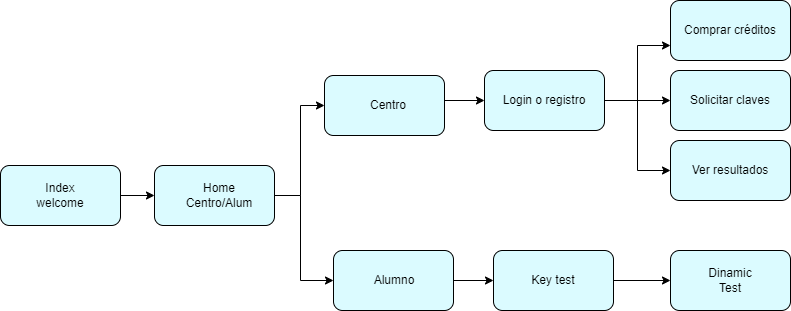 Comprar créditos
Centro
Login o registro
Solicitar claves
Ver resultados
Index
welcome
Home
Centro/Alum
Alumno
Key test
Dinamic
Test